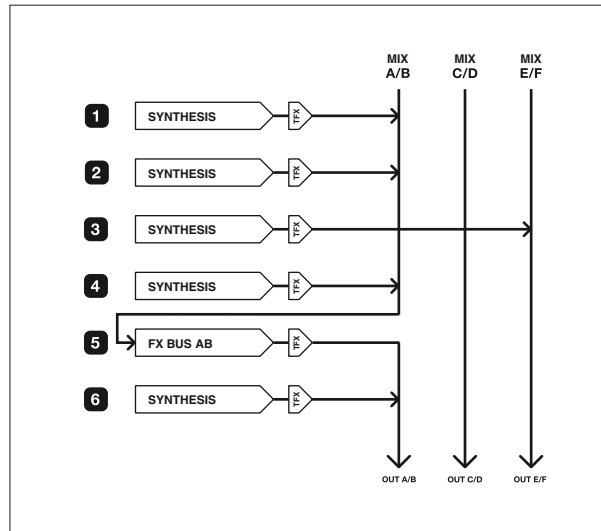 MIX MIX MIX
A/B C/D E/F
1 SYNTHESIS TFX
2 SYNTHESIS TFX
3 SYNTHESIS TFX
4 SYNTHESIS TFX
5 FX BUS AB TFX
6 SYNTHESIS TFX
OUT A/B OUT C/D OUT E/F